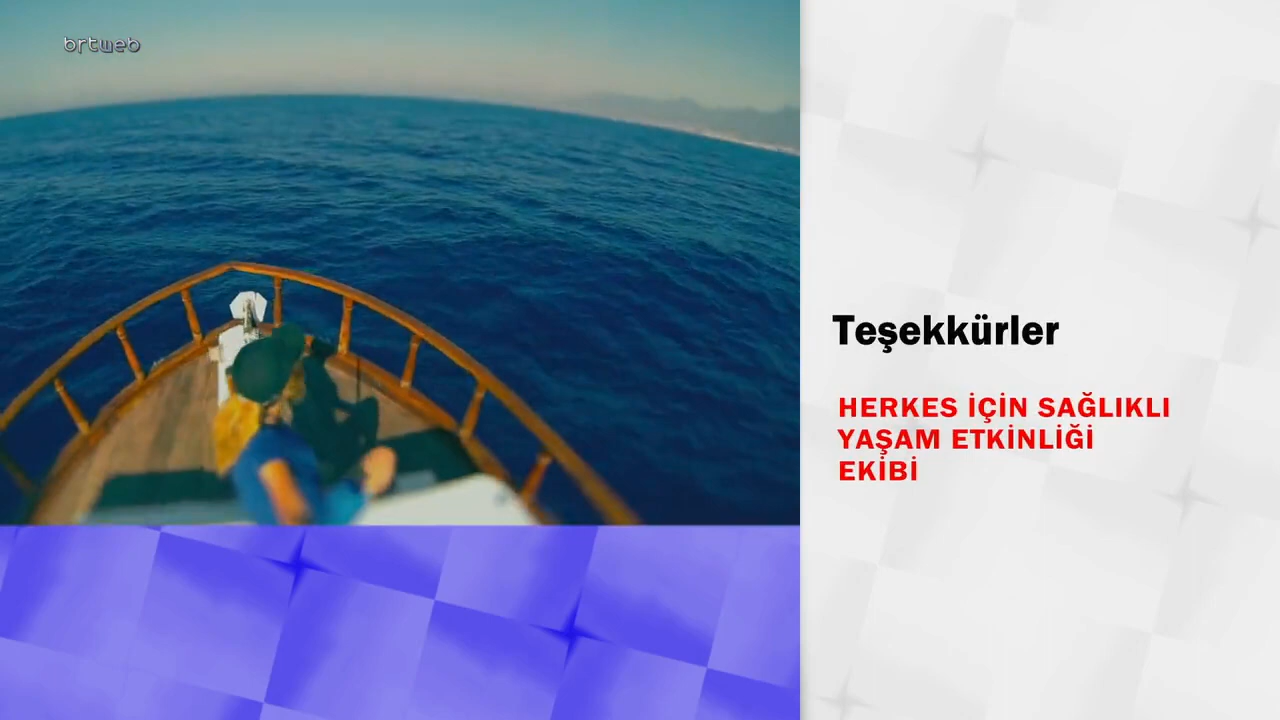 brtweb
Teşekkürler
HERKES İÇİN SAĞLIKLI
YAŞAM ETKİNLİĞİ
EKİBİ